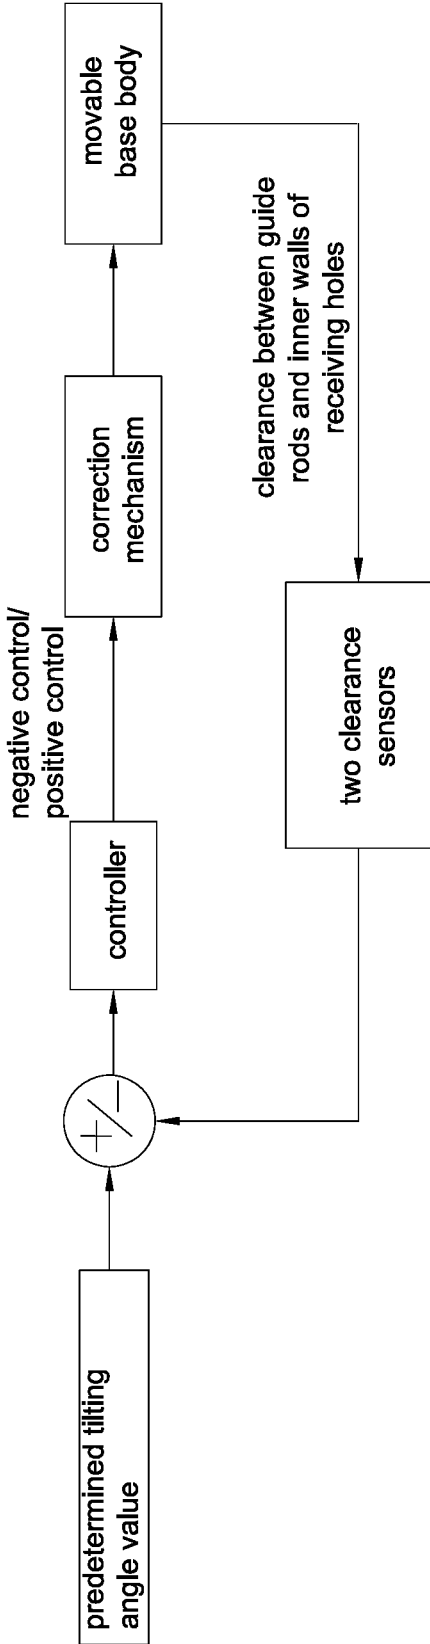 predetermined tilting
angle value
+/−
controller
negative control/
positive control
correction
mechanism
movable
base body
clearance between guide
rods and inner walls of
receiving holes
two clearance
sensors